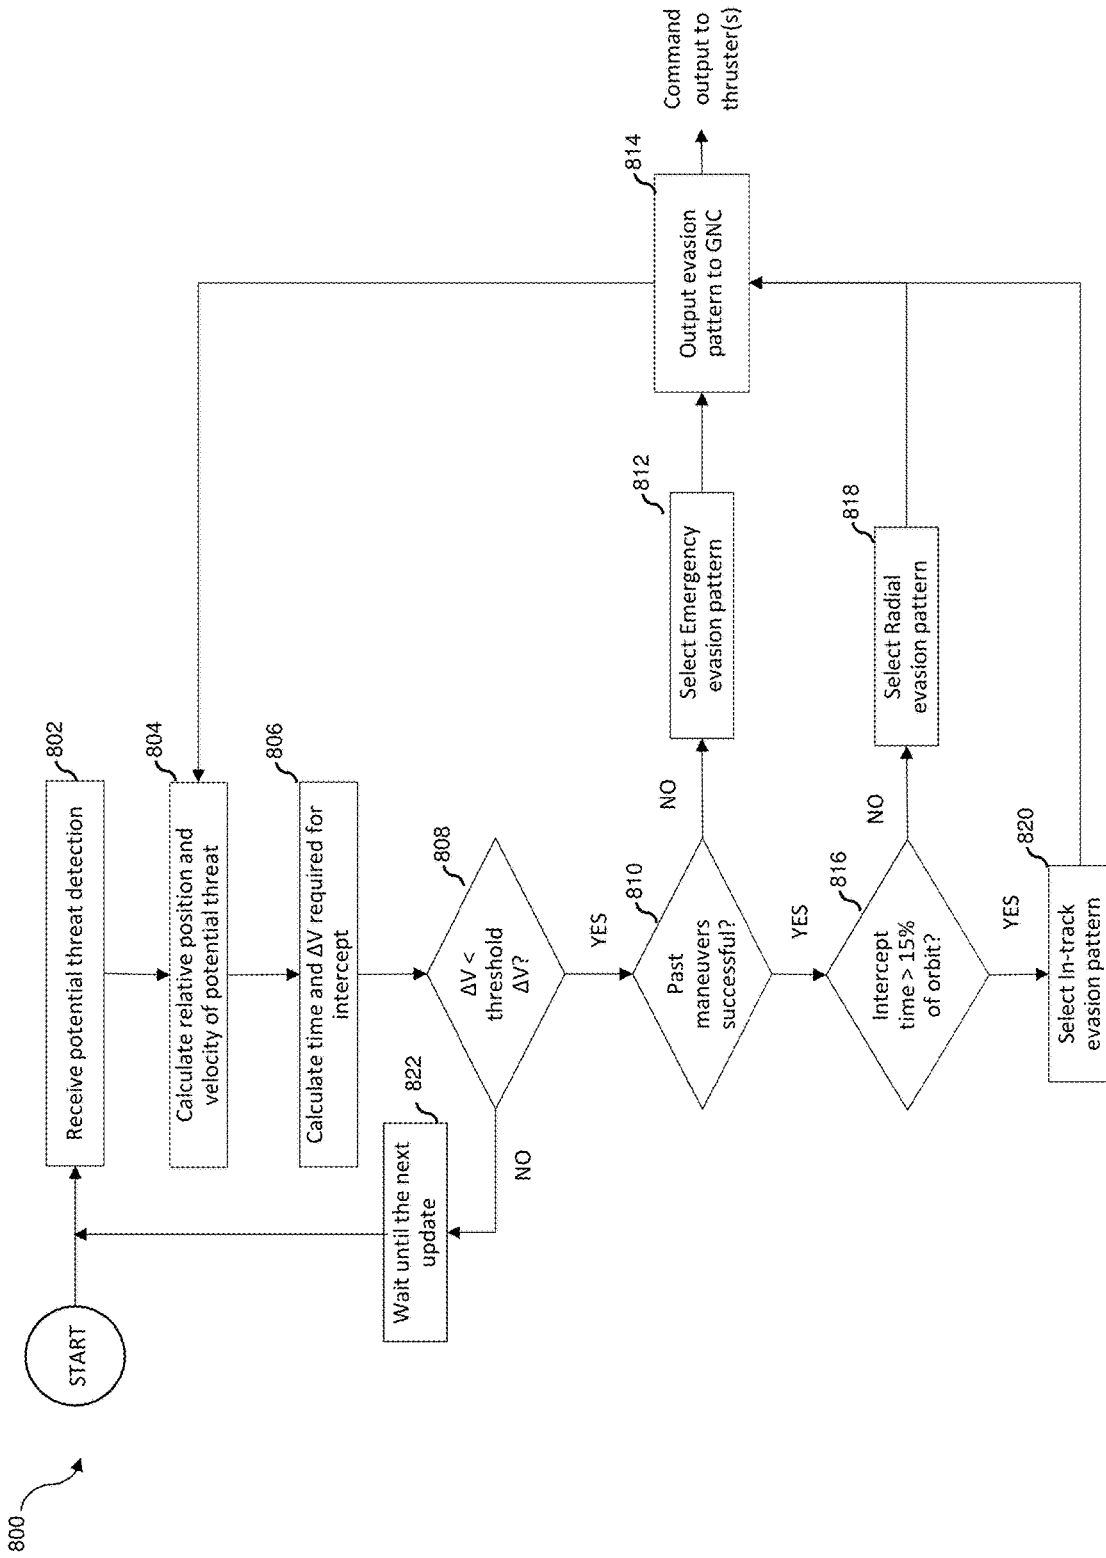 800
START
802
Receive potential threat detection
804
Calculate relative position and
velocity of potential threat
806
Calculate time and ΔV required for
intercept
808
ΔV <
threshold
ΔV?
NO
822
Wait until the next
update
YES
810
Past
maneuvers
successful?
NO
812
Select Emergency
evasion pattern
814
Output evasion
pattern to GNC
Command
output to
thruster(s)
YES
816
Intercept
time > 15%
of orbit?
NO
818
Select Radial
evasion pattern
YES
820
Select In-track
evasion pattern